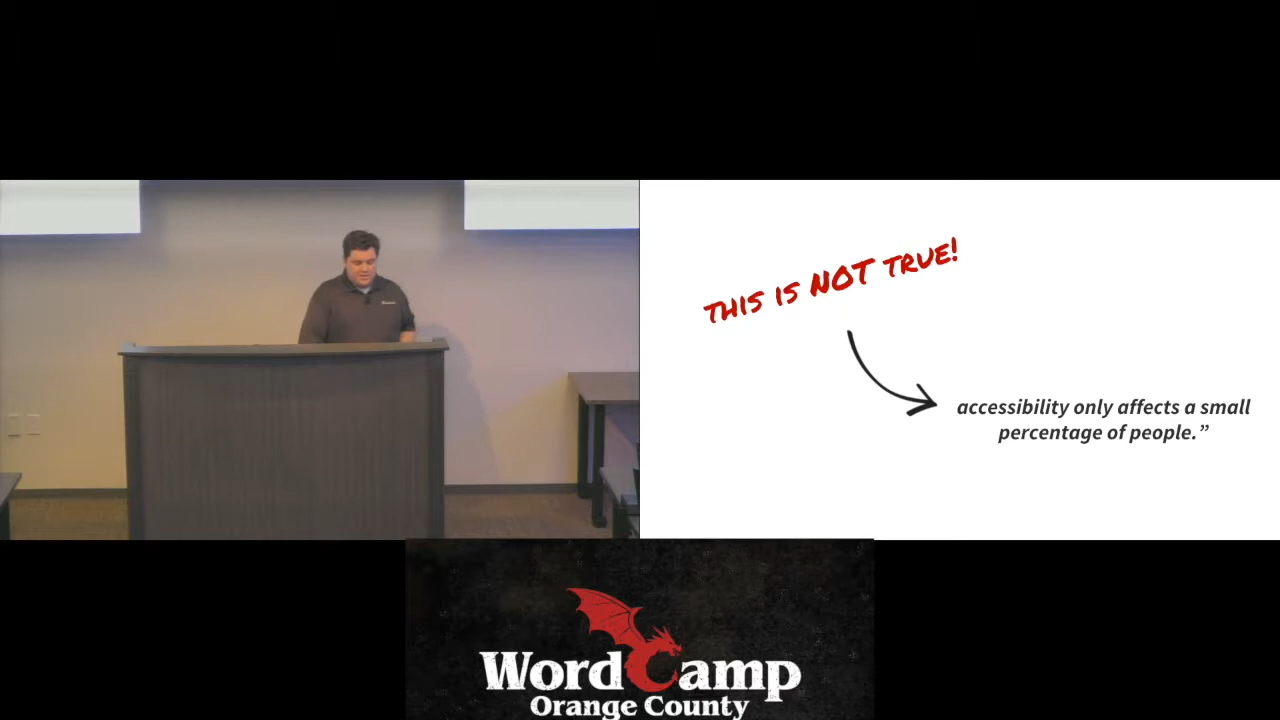 THIS IS NOT TRUE!
accessibility only affects a small
percentage of people.”
WordCamp
Orange County